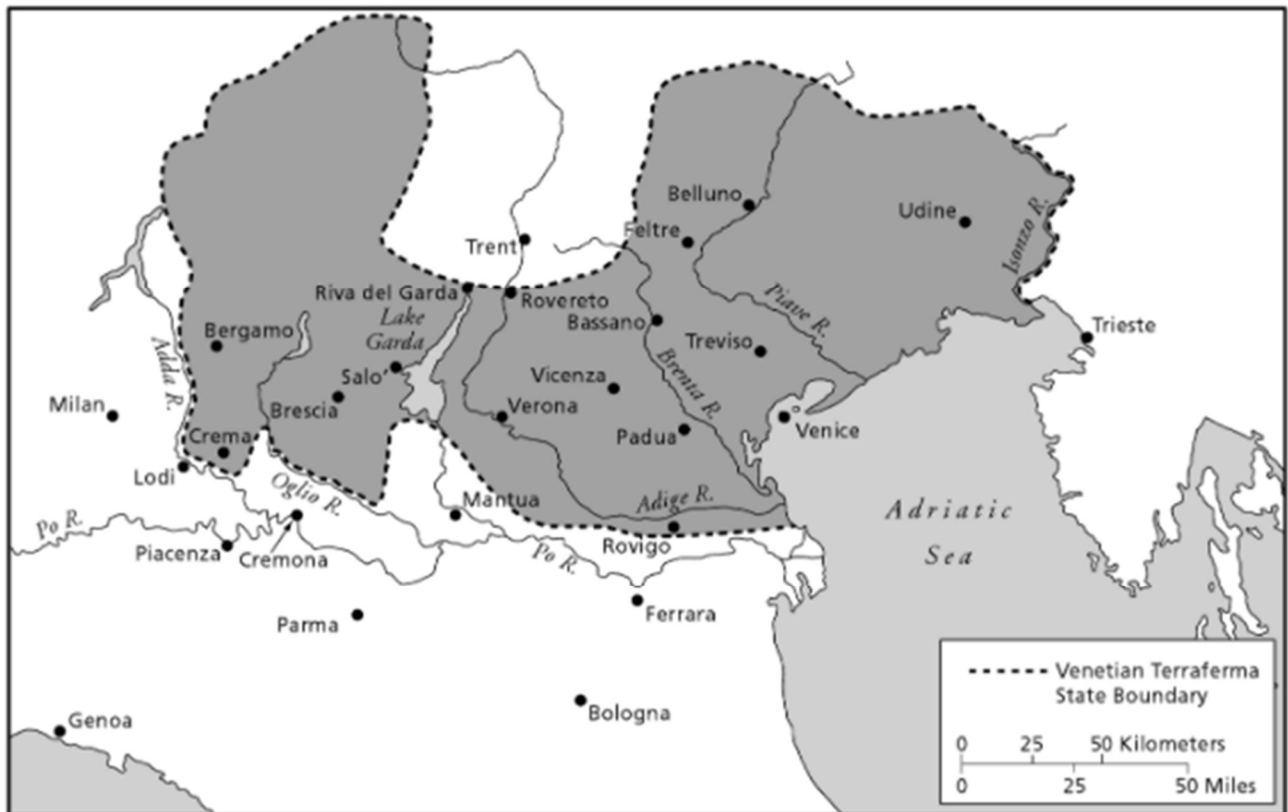 Belluno
Udine
Feltre
Trent
Isonzo R.
Riva del Garda
Rovereto
Lake
Garda
Piave R.
Bassano
Bergamo
Treviso
Trieste
Adda R.
Salo'
Vicenza
Brenta R.
Milan
Brescia
Verona
Venice
Crema
Padua
Lodi
Oglio R.
Mantua
Adige R.
Adriatic
Sea
Po R.
Piacenza
Cremona
Po R.
Rovigo
Parma
Ferrara
Venetian Terraferma
State Boundary
Genoa
Bologna
0 25 50 Kilometers
0 25 50 Miles